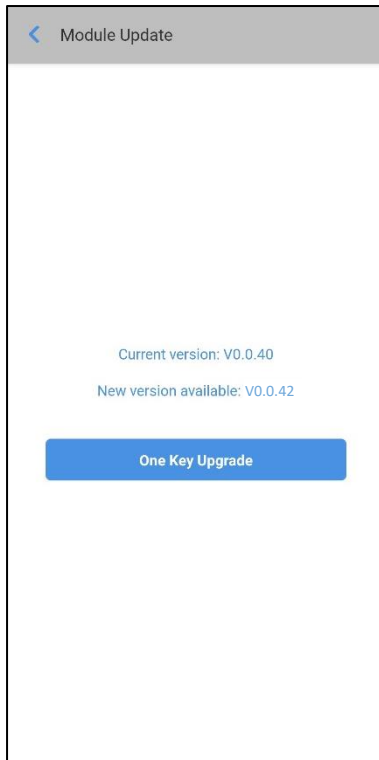 Module Update
Current version: V0.0.40
New version available: V0.0.42
One Key Upgrade